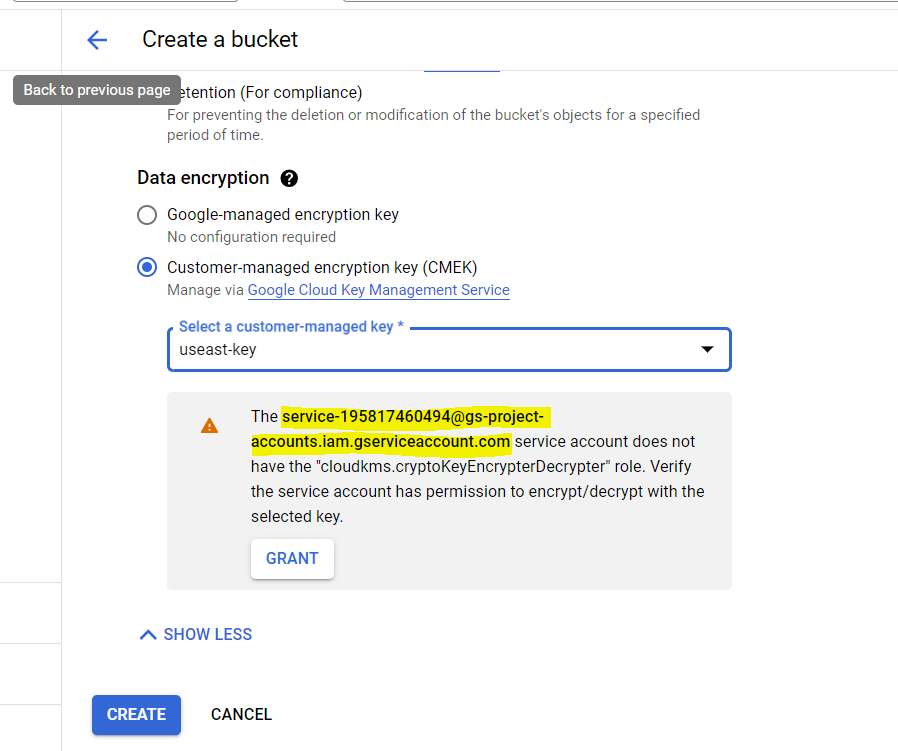 Create a bucket
Back to previous page
etention (For compliance)
For preventing the deletion or modification of the bucket's objects for a specified
period of time.
Data encryption ?
Google-managed encryption key
No configuration required
Customer-managed encryption key (CMEK)
Manage via Google Cloud Key Management Service
Select a customer-managed key *
useast-key
The service-195817460494@gs-project-
accounts.iam.gserviceaccount.com service account does not
have the "cloudkms.cryptoKeyEncrypterDecrypter" role. Verify
the service account has permission to encrypt/decrypt with the
selected key.
GRANT
SHOW LESS
CREATE CANCEL